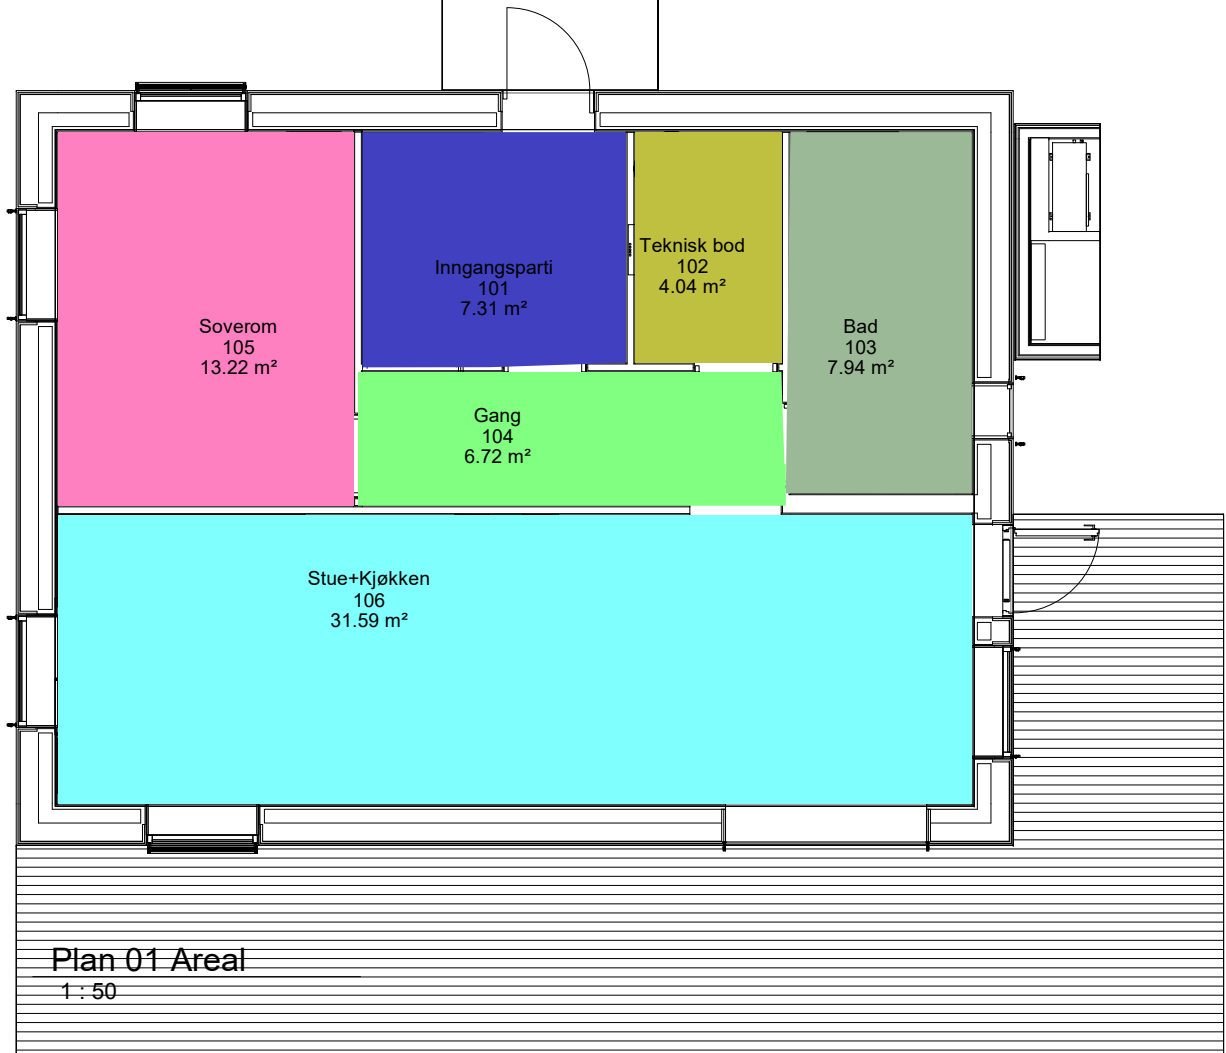 Teknisk bod
102
4.04 m²
Inngangsparti
101
7.31 m²
Soverom
105
13.22 m²
Bad
103
7.94 m²
Gang
104
6.72 m²
Stue+Kjøkken
106
31.59 m²
Plan 01 Areal
1 : 50